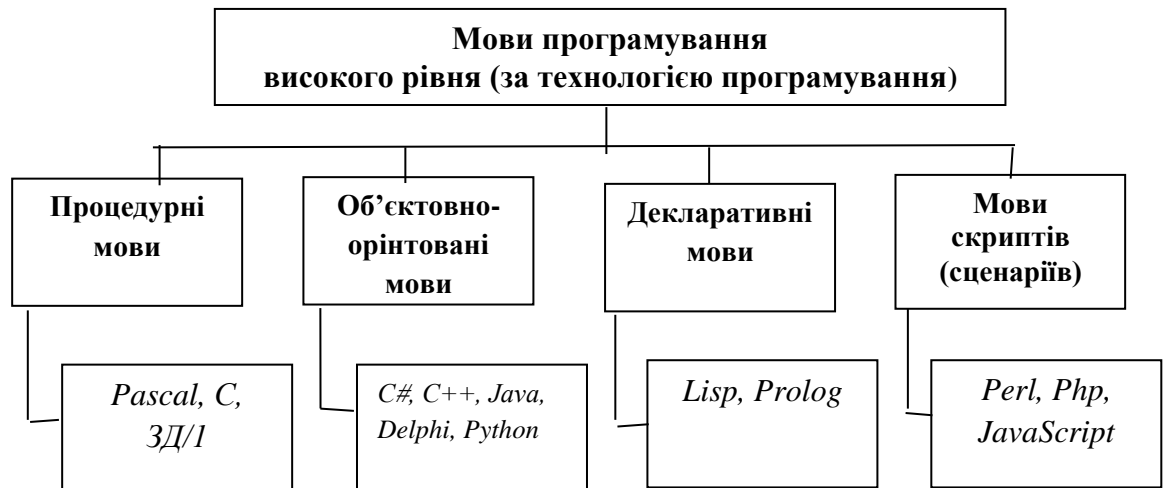 Мови програмування
високого рівня (за технологією програмування)
Процедурні
мови
Об’єктовно-
орінтовані
мови
Декларативні
мови
Мови
скриптів
(сценаріїв)
Pascal, C,
ЗД/1
C#, C++, Java,
Delphi, Python
Lisp, Prolog
Perl, Php,
JavaScript